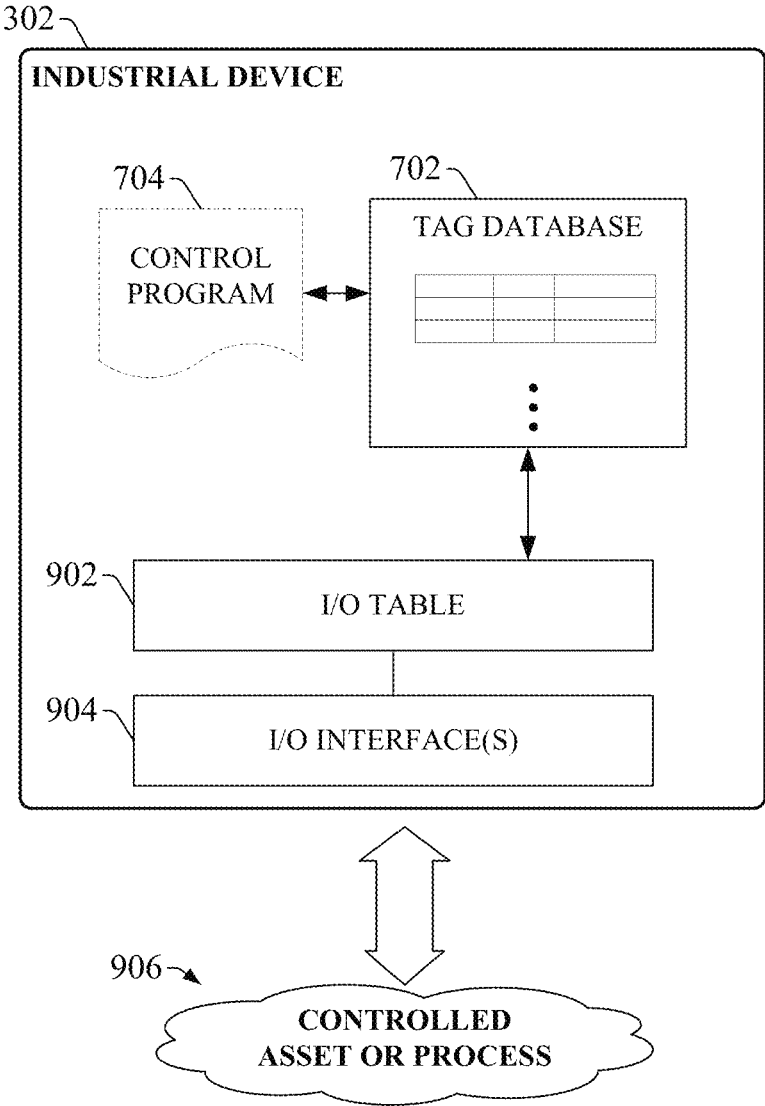 302
INDUSTRIAL DEVICE
704
702
CONTROL
PROGRAM
TAG DATABASE
902
I/O TABLE
904
I/O INTERFACE(S)
906
CONTROLLED
ASSET OR PROCESS